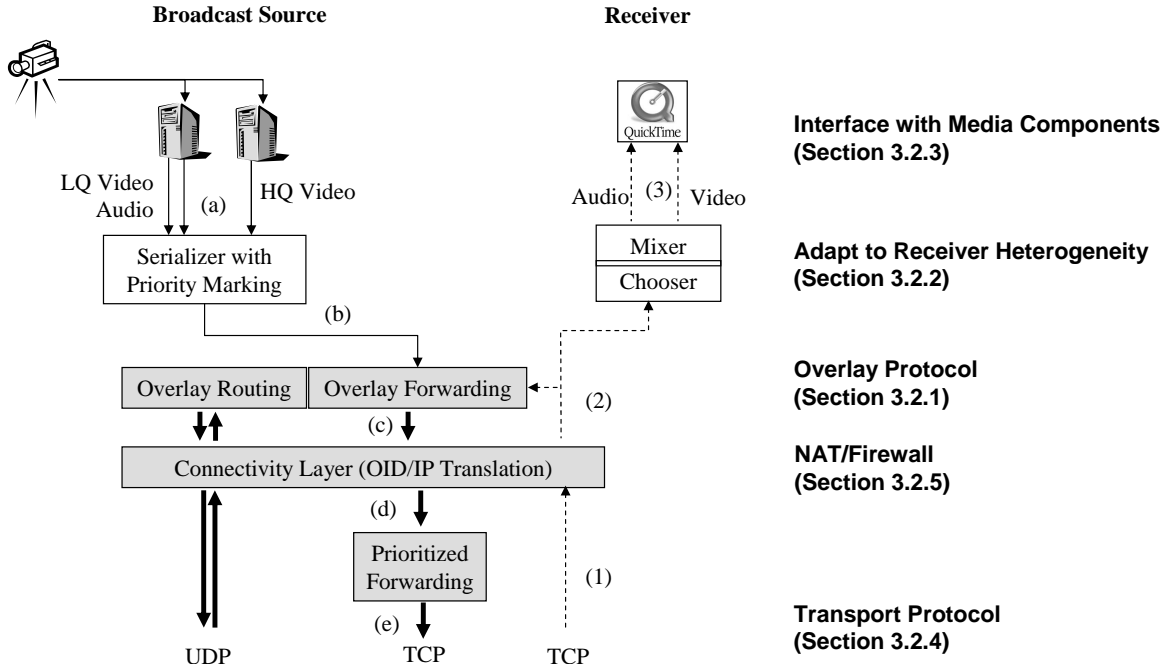 Broadcast Source
Receiver
QuickTime
Interface with Media Components
(Section 3.2.3)
LQ Video
Audio
(a)
HQ Video
Audio
(3)
Video
Serializer with
Priority Marking
Mixer
Chooser
Adapt to Receiver Heterogeneity
(Section 3.2.2)
(b)
Overlay Routing
Overlay Forwarding
(2)
Overlay Protocol
(Section 3.2.1)
(c)
Connectivity Layer (OID/IP Translation)
NAT/Firewall
(Section 3.2.5)
(d)
Prioritized
Forwarding
(1)
(e)
Transport Protocol
(Section 3.2.4)
UDP
TCP
TCP